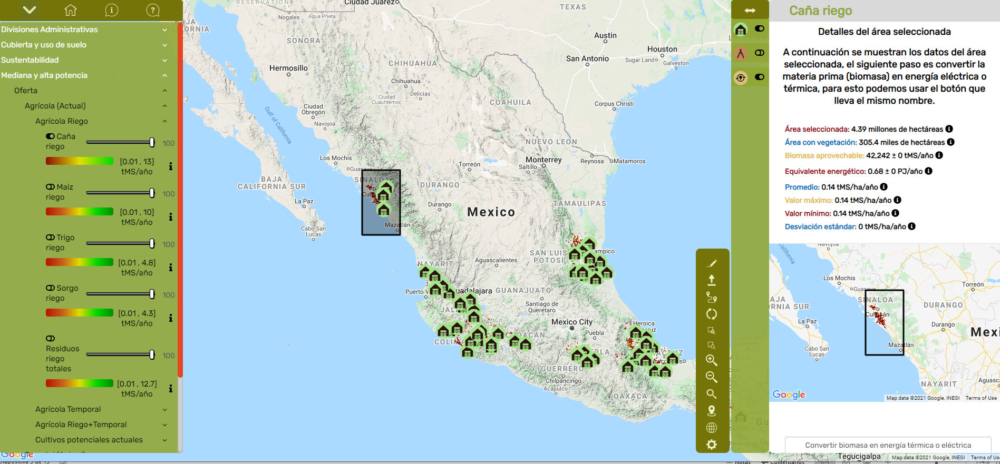 Divisiones Administrativas
Cubierta y uso de suelo
Sustentabilidad
Mediana y alta potencia
Oferta
Agrícola (Actual)
Agrícola Riego
Caña
riego
100
[0.01 , 13]
tMS/año
Maiz
riego
100
[0.01 , 10]
tMS/año
Trigo
riego
100
[0.01 , 4.8]
tMS/año
Sorgo
riego
100
[0.01 , 4.3]
tMS/año
Residuos
riego
totales
100
[0.01 , 12.7]
tMS/año
Agrícola Temporal
Agrícola Riego+Temporal
Cultivos potenciales actuales
Google
RESERVATION
Ciudad Juárez
TEXAS
Nogales
Agua Prieta
SONORA
Austin
Houston
San Antonio
Sugar Land
Galveston
CHIHUAHUA
Hermosillo
Chihuahua
Delicias
Ciudad
Cuauhtémoc
COAHUILA
Corpus Christi
Ciudad
Obregón
Navojoa
Gulf of California
NUEVO LEON
Los Mochis
Monterrey
Reynosa
Matamoros
Saltillo
Torreón
Guasave
SINALOA
BAJA
CALIFORNIA SUR
DURANGO
La Paz
Durango
TAMAULIPAS
Mexico
Mazatlán
Cabo San
Lucas
SAN LUIS
POTOSI
ampico
Aguascalientes
NAYARIT
Puerto V
uadalajara
GUANAJUATO
Santiago de
Querétaro
Mexico City
Heroica
Puebla
GUERRERO
Chilpancingo
Acapulco
OAXACA
Tegucigalpa
Caña riego
Detalles del área seleccionada
A continuación se muestran los datos del área
seleccionada, el siguiente paso es convertir la
materia prima (biomasa) en energía eléctrica o
térmica, para esto podemos usar el botón que
lleva el mismo nombre.
Área seleccionada: 4.39 millones de hectáreas
Área con vegetación: 305.4 miles de hectáreas
Biomasa aprovechable: 42,242 ± 0 tMS/año
Equivalente energético: 0.68 ± 0 PJ/año
Promedio: 0.14 tMS/ha/año
Valor máximo: 0.14 tMS/ha/año
Valor mínimo: 0.14 tMS/ha/año
Desviación estándar: 0 tMS/ha/año
Navojoa
California
Los Mochis
Guasave
Torreón
AJA
RNIA SUR
SINALOA
DURANGO
Culiacán
La Paz
Durango
Mexi
Mazatlán
Cabo San
Lucas
NAYARIT
Aguasc
Google
Map data ©2021 Google, INEGI
Terms of Use
Convertir biomasa en energía térmica o eléctrica
Map data ©2021 Google, INEGI
Terms of Us